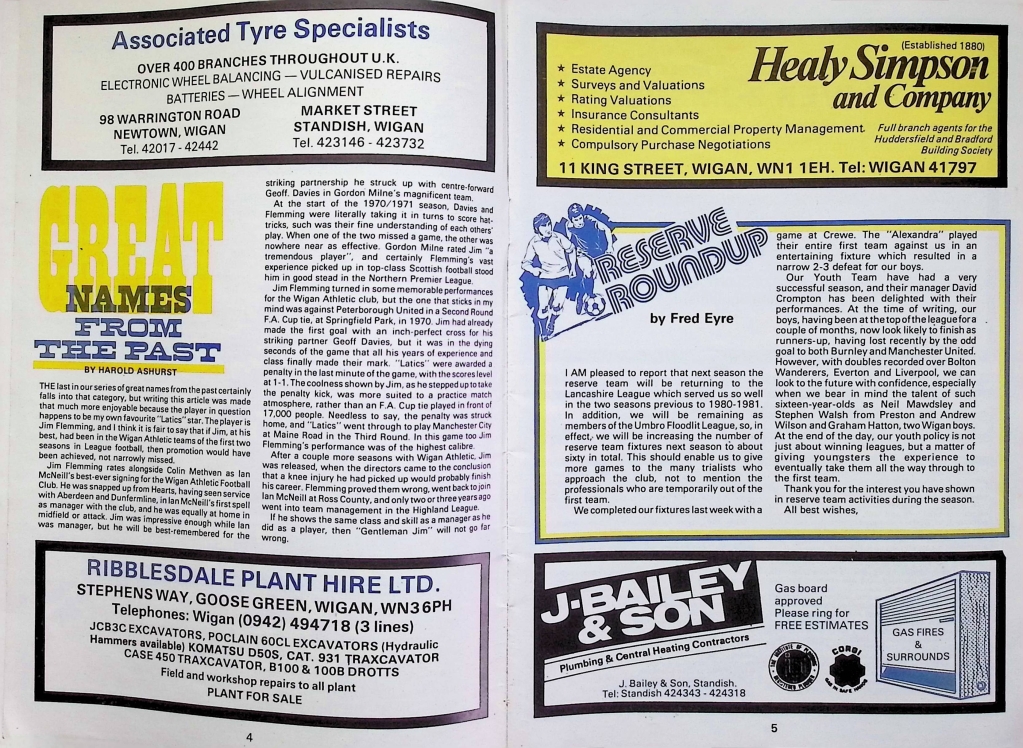 Associated Tyre Specialists
OVER 400 BRANCHES THROUGHOUT U.K.
ELECTRONIC WHEEL BALANCING — VULCANISED REPAIRS
BATTERIES — WHEEL ALIGNMENT
98 WARRINGTON ROAD
NEWTOWN, WIGAN
Tel. 42017 - 42442
MARKET STREET
STANDISH, WIGAN
Tel. 423146 - 423732
GREAT
NAMES
FROM
THE PAST
BY HAROLD ASHURST
THE last in our series of great names from the past certainly
falls into that category, but writing this article was made
that much more enjoyable because the player in question
happens to be my own favourite "Latics" star. The player is
Jim Flemming, and I think it is fair to say that if Jim, at his
best, had been in the Wigan Athletic teams of the first two
seasons in League football, then promotion would have
been achieved, not narrowly missed.
Jim Flemming rates alongside Colin Methven as Ian
McNeill's best-ever signing for the Wigan Athletic Football
Club. He was snapped up from Hearts, having seen service
with Aberdeen and Dunfermline, in Ian McNeill's first spell
as manager with the club, and he was equally at home in
midfield or attack. Jim was impressive enough while Ian
was manager, but he will be best-remembered for the
striking partnership he struck up with centre-forward
Geoff. Davies in Gordon Milne's magnificent team.
At the start of the 1970/1971 season, Davies and
Flemming were literally taking it in turns to score hat-
tricks, such was their fine understanding of each others'
play. When one of the two missed a game, the other was
nowhere near as effective. Gordon Milne rated Jim "a
tremendous player", and certainly Flemming's vast
experience picked up in top-class Scottish football stood
him in good stead in the Northern Premier League.
Jim Flemming turned in some memorable performances
for the Wigan Athletic club, but the one that sticks in my
mind was against Peterborough United in a Second Round
F.A. Cup tie, at Springfield Park, in 1970. Jim had already
made the first goal with an inch-perfect cross for his
striking partner Geoff Davies, but it was in the dying
seconds of the game that all his years of experience and
class finally made their mark. "Latics" were awarded a
penalty in the last minute of the game, with the scores level
at 1-1. The coolness shown by Jim, as he stepped up to take
the penalty kick, was more suited to a practice match
atmosphere, rather than an F.A. Cup tie played in front of
17,000 people. Needless to say, the penalty was struck
home, and "Latics" went through to play Manchester City
at Maine Road in the Third Round. In this game too Jim
Flemming's performance was of the highest calibre.
After a couple more seasons with Wigan Athletic, Jim
was released, when the directors came to the conclusion
that a knee injury he had picked up would probably finish
his career. Flemming proved them wrong, went back to join
Ian McNeill at Ross County, and only two or three years ago
went into team management in the Highland League.
If he shows the same class and skill as a manager as he
did as a player, then "Gentleman Jim" will not go far
wrong.
RIBBLESDALE PLANT HIRE LTD.
STEPHENS WAY, GOOSE GREEN, WIGAN, WN3 6PH
Telephones: Wigan (0942) 494718 (3 lines)
JCB3C EXCAVATORS, POCLAIN 60CL EXCAVATORS (Hydraulic
Hammers available) KOMATSU D50S, CAT. 931 TRAXCAVATOR
CASE 450 TRAXCAVATOR, B100 & 100B DROTTS
Field and workshop repairs to all plant
PLANT FOR SALE
4
(Established 1880)
Healy Simpson
and Company
★ Estate Agency
★ Surveys and Valuations
★ Rating Valuations
★ Insurance Consultants
★ Residential and Commercial Property Management.
★ Compulsory Purchase Negotiations
Full branch agents for the
Huddersfield and Bradford
Building Society
11 KING STREET, WIGAN, WN1 1EH. Tel: WIGAN 41797
RESERVE
ROUNDUP
by Fred Eyre
I AM pleased to report that next season the
reserve team will be returning to the
Lancashire League which served us so well
in the two seasons previous to 1980-1981.
In addition, we will be remaining as
members of the Umbro Floodlit League, so, in
effect, we will be increasing the number of
reserve team fixtures next season to about
sixty in total. This should enable us to give
more games to the many trialists who
approach the club, not to mention the
professionals who are temporarily out of the
first team.
We completed our fixtures last week with a
game at Crewe. The "Alexandra" played
their entire first team against us in an
entertaining fixture which resulted in a
narrow 2-3 defeat for our boys.
Our Youth Team have had a very
successful season, and their manager David
Crompton has been delighted with their
performances. At the time of writing, our
boys, having been at the top of the league for a
couple of months, now look likely to finish as
runners-up, having lost recently by the odd
goal to both Burnley and Manchester United.
However, with doubles recorded over Bolton
Wanderers, Everton and Liverpool, we can
look to the future with confidence, especially
when we bear in mind the talent of such
sixteen-year-olds as Neil Mawdsley and
Stephen Walsh from Preston and Andrew
Wilson and Graham Hatton, two Wigan boys.
At the end of the day, our youth policy is not
just about winning leagues, but a matter of
giving youngsters the experience to
eventually take them all the way through to
the first team.
Thank you for the interest you have shown
in reserve team activities during the season.
All best wishes,
J·BAILEY
& SON
Plumbing & Central Heating Contractors
J. Bailey & Son, Standish.
Tel: Standish 424343 - 424318
Gas board
approved
Please ring for
FREE ESTIMATES
CORGI
GAS FIRES
&
SURROUNDS
5